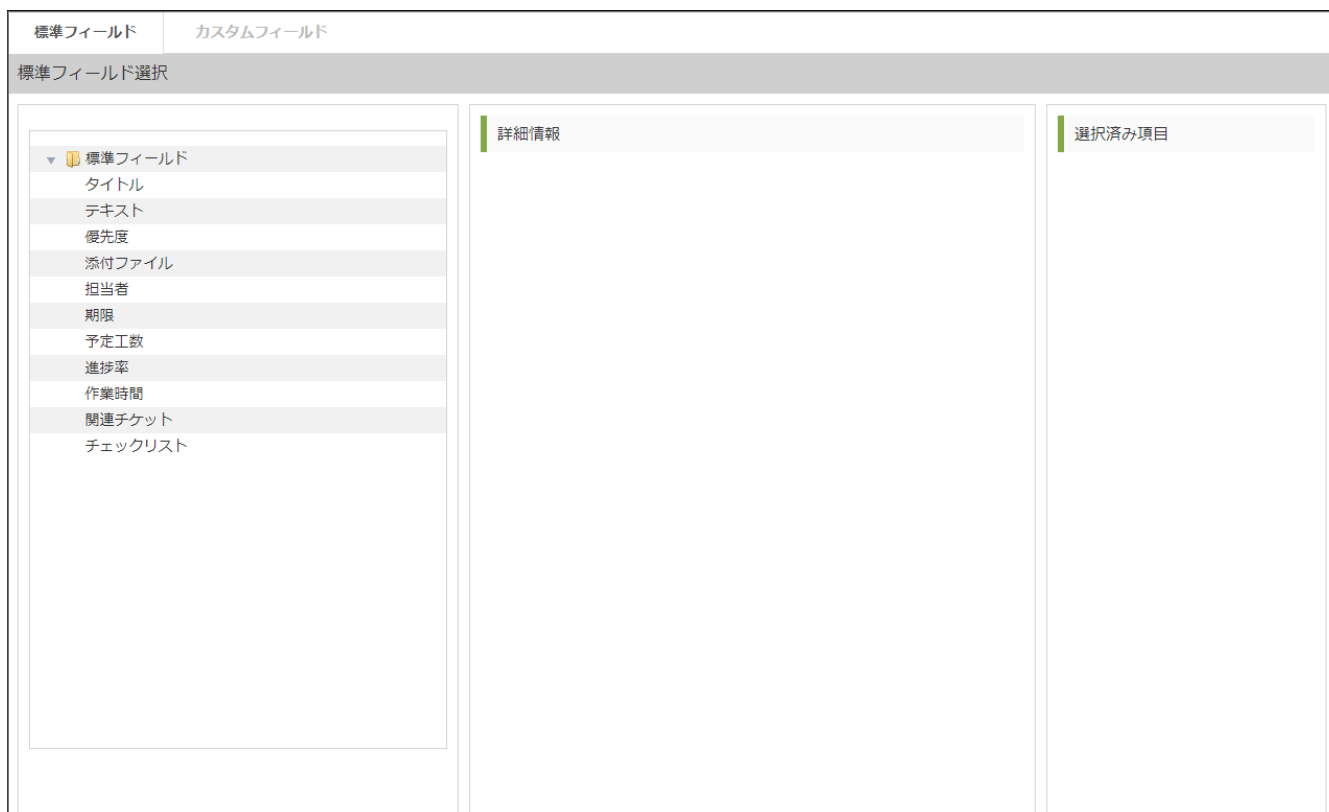 標準フィールド
カスタムフィールド
標準フィールド選択
標準フィールド
タイトル
テキスト
優先度
添付ファイル
担当者
期限
予定工数
進捗率
作業時間
関連チケット
チェックリスト
詳細情報
選択済み項目